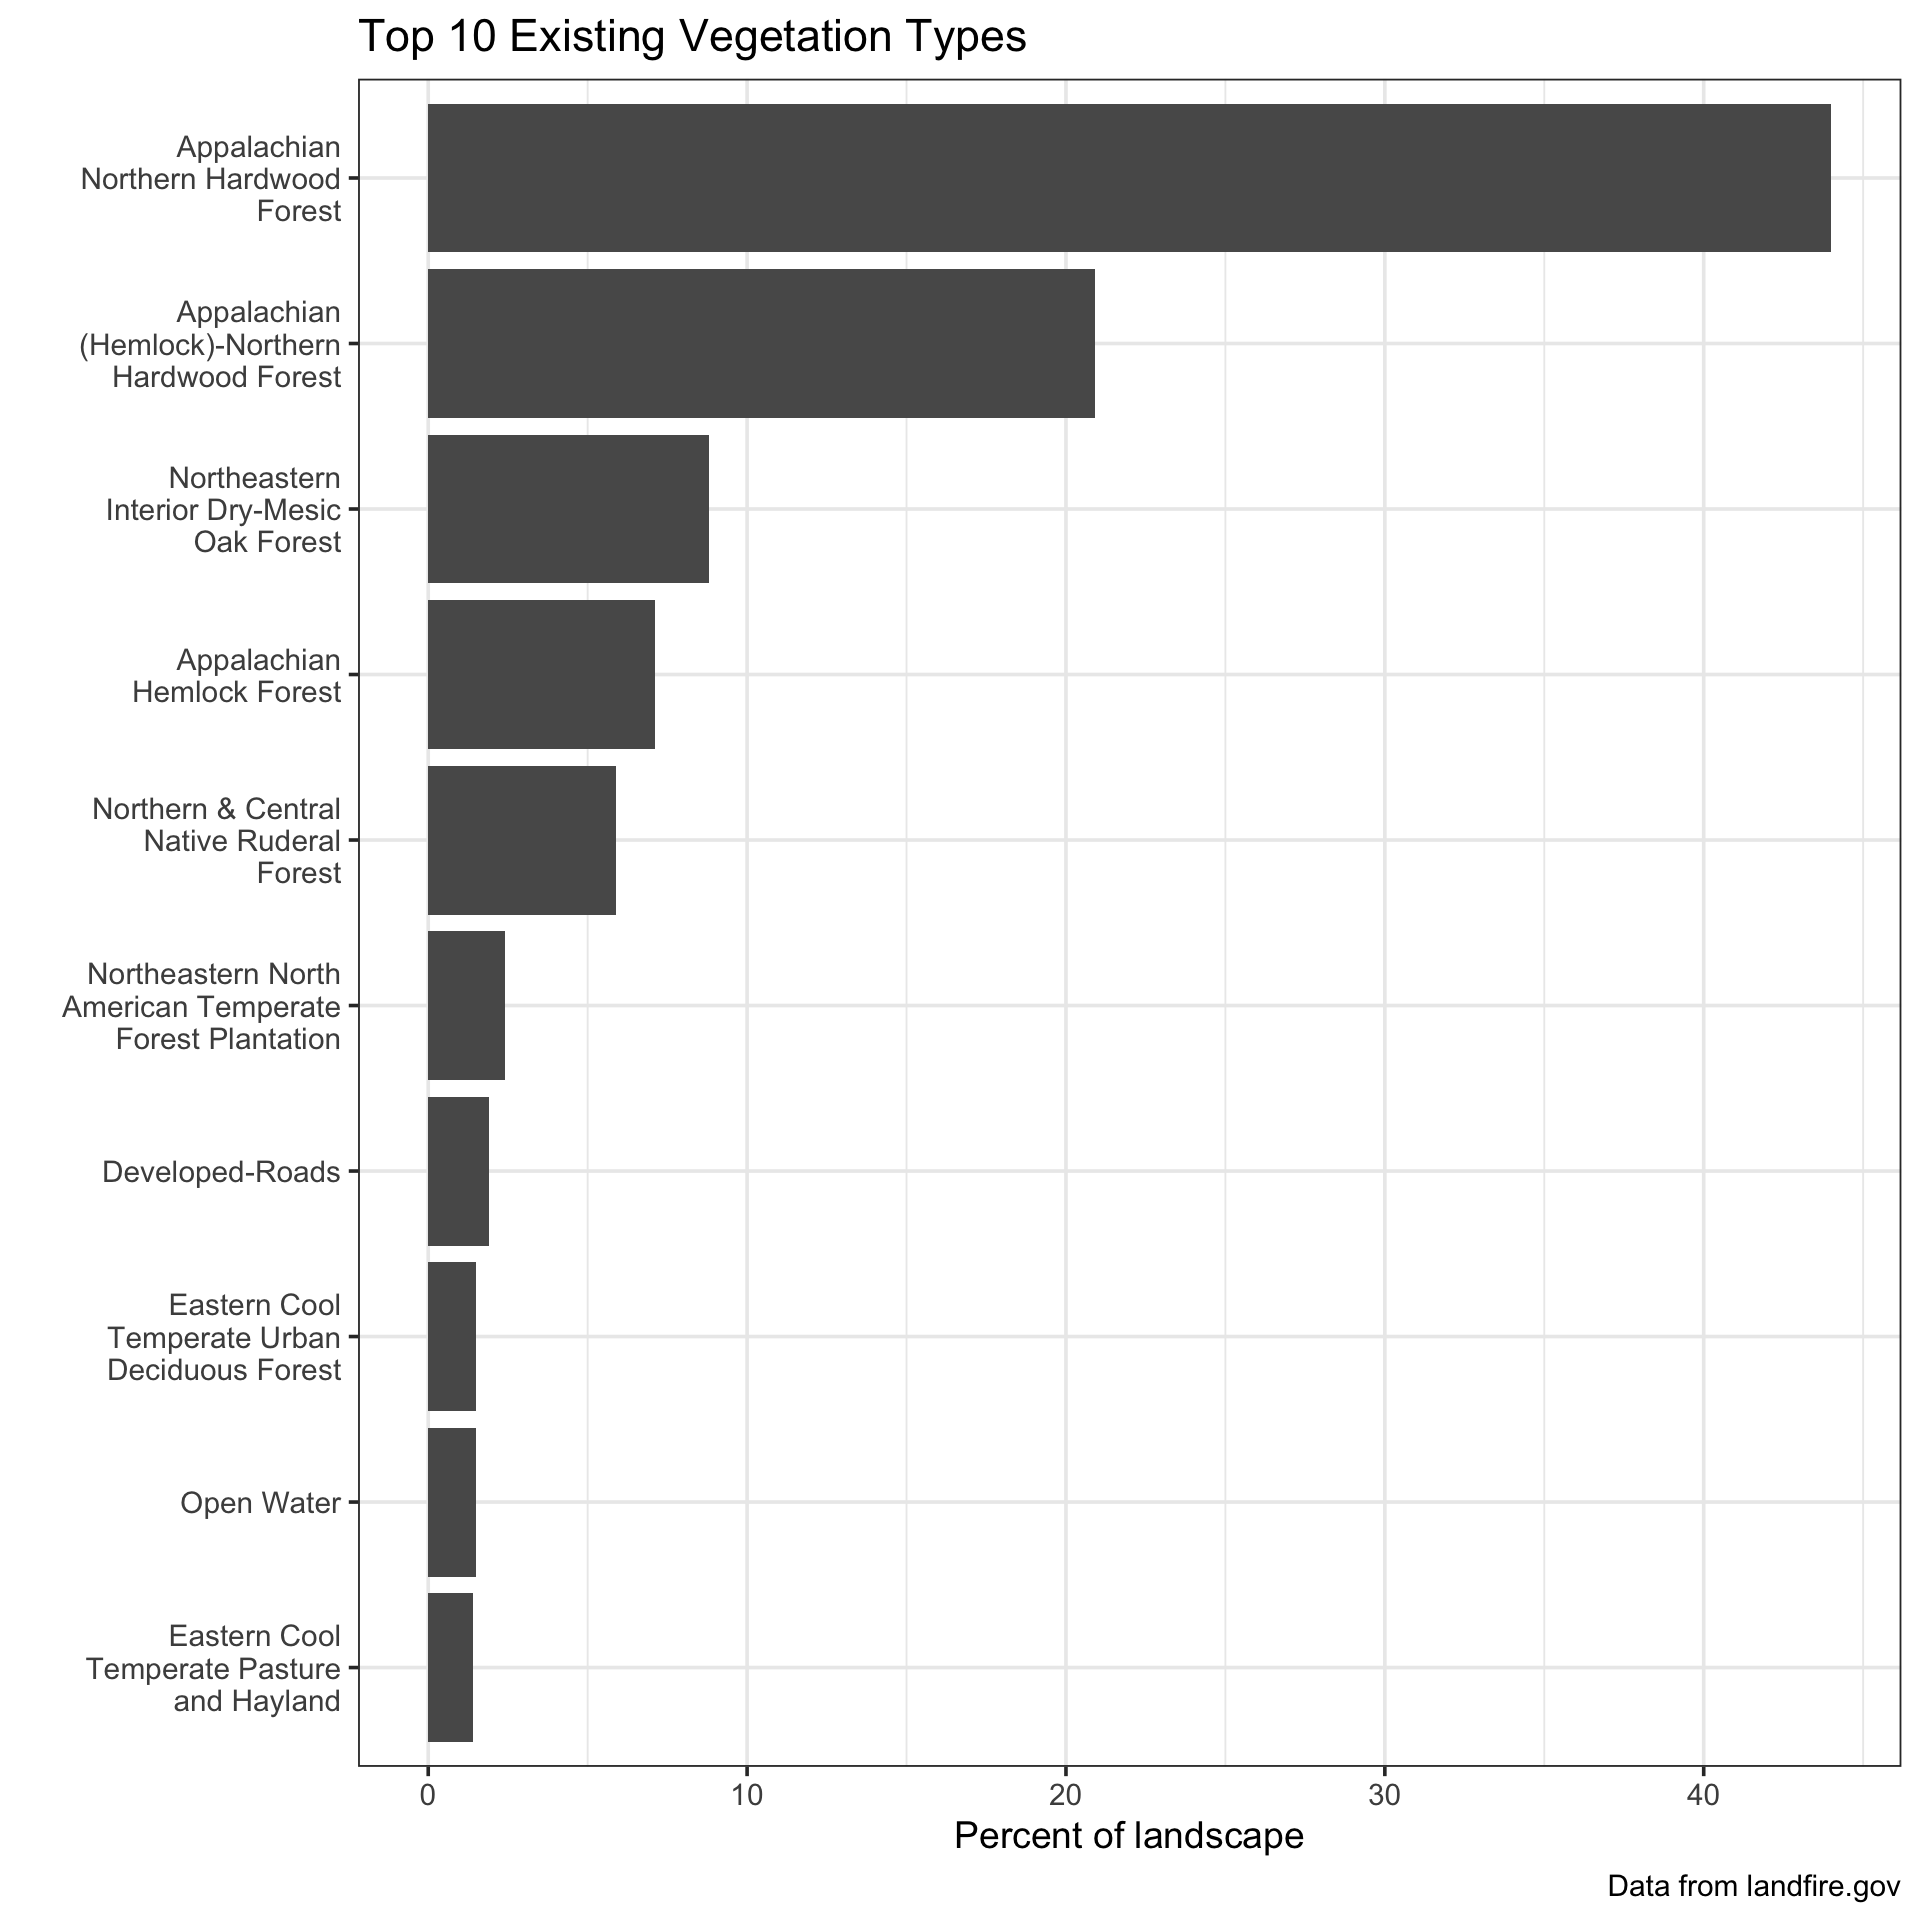 Top 10 Existing Vegetation Types
Appalachian
Northern Hardwood
Forest
Appalachian
(Hemlock)-Northern
Hardwood Forest
Northeastern
Interior Dry-Mesic
Oak Forest
Appalachian
Hemlock Forest
Northern & Central
Native Ruderal
Forest
Northeastern North
American Temperate
Forest Plantation
Developed-Roads
Eastern Cool
Temperate Urban
Deciduous Forest
Open Water
Eastern Cool
Temperate Pasture
and Hayland
0 10 20 30 40
Percent of landscape
Data from landfire.gov